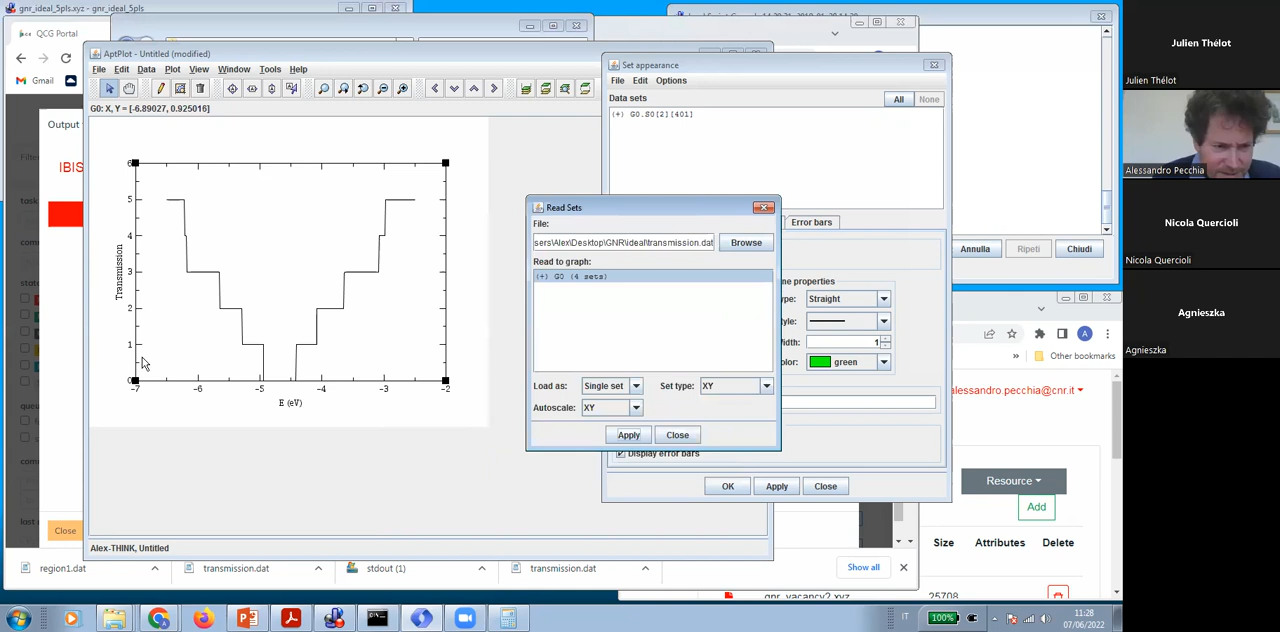 gnr_ideal_5pls.xyz - gnr_ideal_5pls
QCG Portal
Gmail
Output
IBIS
Close
AptPlot - Untitled (modified)
File Edit Data Plot View Window Tools Help
G0: X, Y = [-6.89027, 0.925016]
6
5
4
3
2
1
0
Transmission
-7 -6 -5 -4 -3 -2
E (eV)
Alex-THINK, Untitled
Set appearance
File Edit Options
Data sets
All None
(+) G0.S0[2][401]
Error bars
Straight
1
green
Display error bars
OK Apply Close
Read Sets
File:
sers\Alex\Desktop\GNR\ideal\transmission.dat
Browse
Read to graph:
(+) G0 (4 sets)
Load as: Single set Set type: XY
Autoscale: XY
Apply Close
Annulla Ripeti Chiudi
Other bookmarks
alessandro.pecchia@cnr.it
Resource
Add
Size Attributes Delete
gnr_vacancy2.xyz 25708
region1.dat transmission.dat stdout (1) transmission.dat Show all
IT 100% 11:28
07/06/2022
Julien Thélot
Julien Thélot
Alessandro Pecchia
Nicola Quercioli
Nicola Quercioli
Agnieszka
Agnieszka